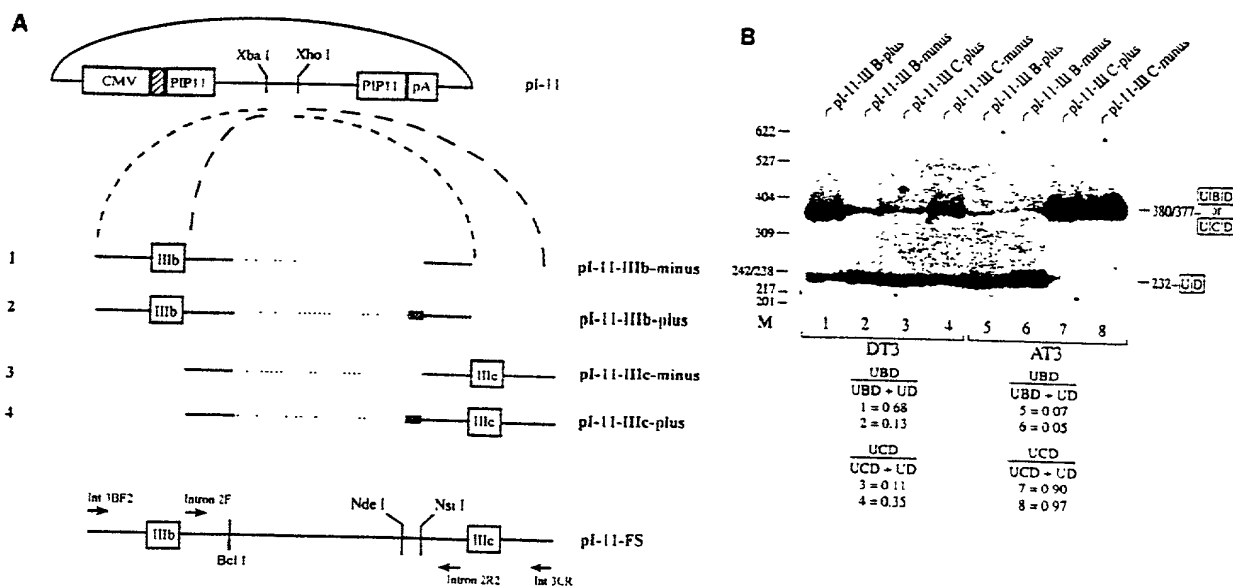 A
Xba I
Xho I
CMV
PIP11
PIP11
pA
pI-11
1
IIIb
pI-11-IIIb-minus
2
IIIb
pI-11-IIIb-plus
3
IIIc
pI-11-IIIc-minus
4
IIIc
pI-11-IIIc-plus
Int 3BF2
Intron 2F
Nde I
Nsi I
IIIb
IIIc
pI-11-FS
Bcl I
Intron 2R2
Int 3CR
B
pI-11-III B-plus
pI-11-III B-minus
pI-11-III C-plus
pI-11-III C-minus
pI-11-III B-plus
pI-11-III B-minus
pI-11-III C-plus
pI-11-III C-minus
622
527
404
309
242/238
217
201
380/377
U|B|D
or
U|C|D
232
U|D
M
1 2 3 4 5 6 7 8
DT3
AT3
UBD
UBD + UD
1 = 0.68
2 = 0.13
UBD
UBD + UD
5 = 0.07
6 = 0.05
UCD
UCD + UD
3 = 0.11
4 = 0.35
UCD
UCD + UD
7 = 0.90
8 = 0.97